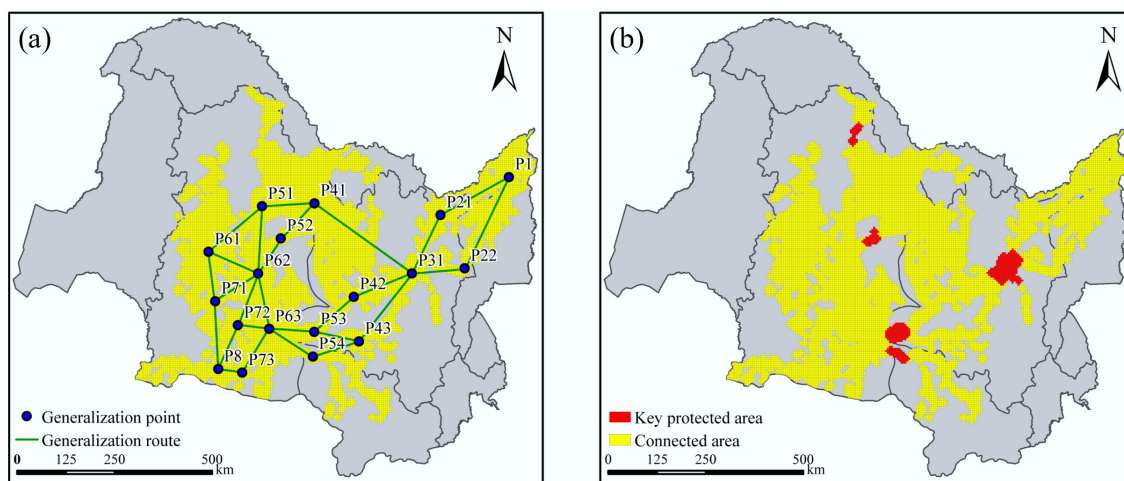 (a)
N
P1
P51
P41
P21
P52
P61
P62
P31
P22
P42
P71
P72
P63
P53
P43
P54
P8
P73
Generalization point
Generalization route
0 125 250 500
km
(b)
N
Key protected area
Connected area
0 125 250 500
km